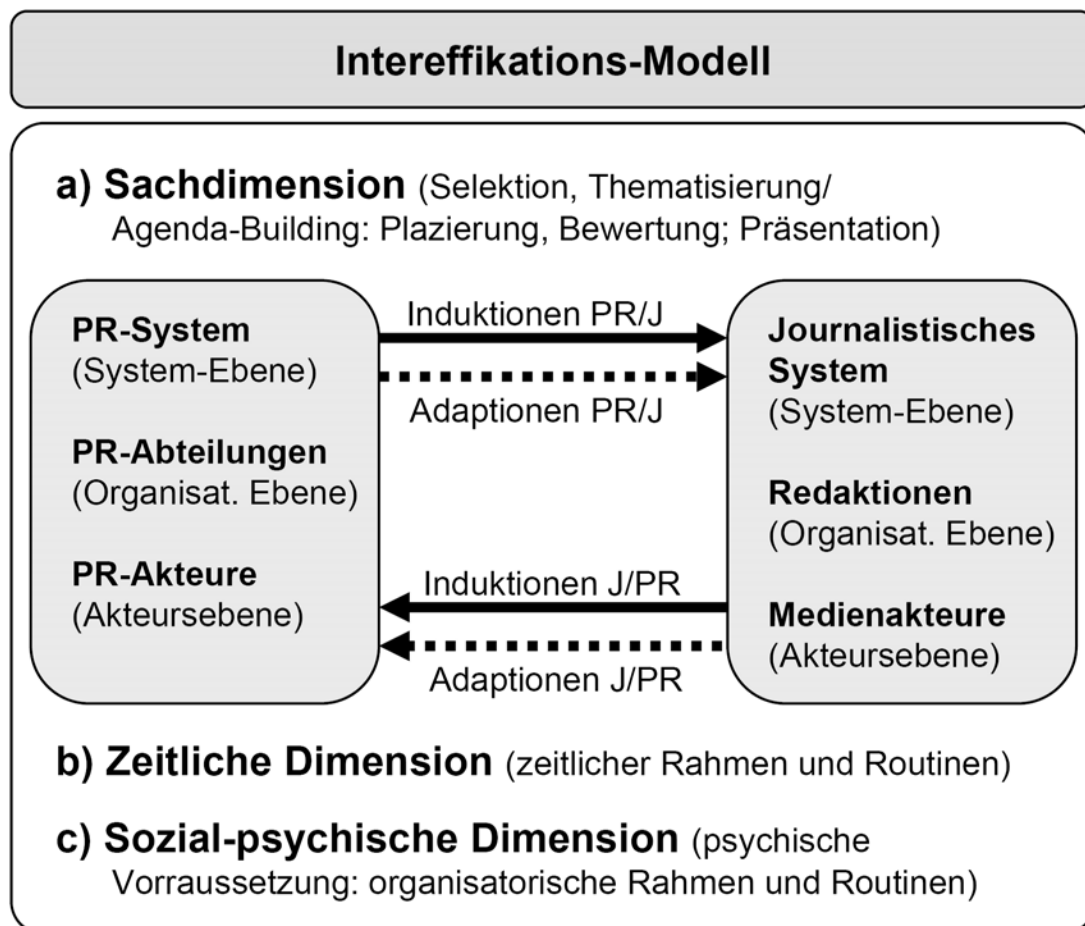 Intereffikations-Modell
a) Sachdimension (Selektion, Thematisierung/
Agenda-Building: Plazierung, Bewertung; Präsentation)
PR-System
(System-Ebene)
PR-Abteilungen
(Organisat. Ebene)
PR-Akteure
(Akteursebene)
Induktionen PR/J
Adaptionen PR/J
Induktionen J/PR
Adaptionen J/PR
Journalistisches
System
(System-Ebene)
Redaktionen
(Organisat. Ebene)
Medienakteure
(Akteursebene)
b) Zeitliche Dimension (zeitlicher Rahmen und Routinen)
c) Sozial-psychische Dimension (psychische
Vorraussetzung: organisatorische Rahmen und Routinen)